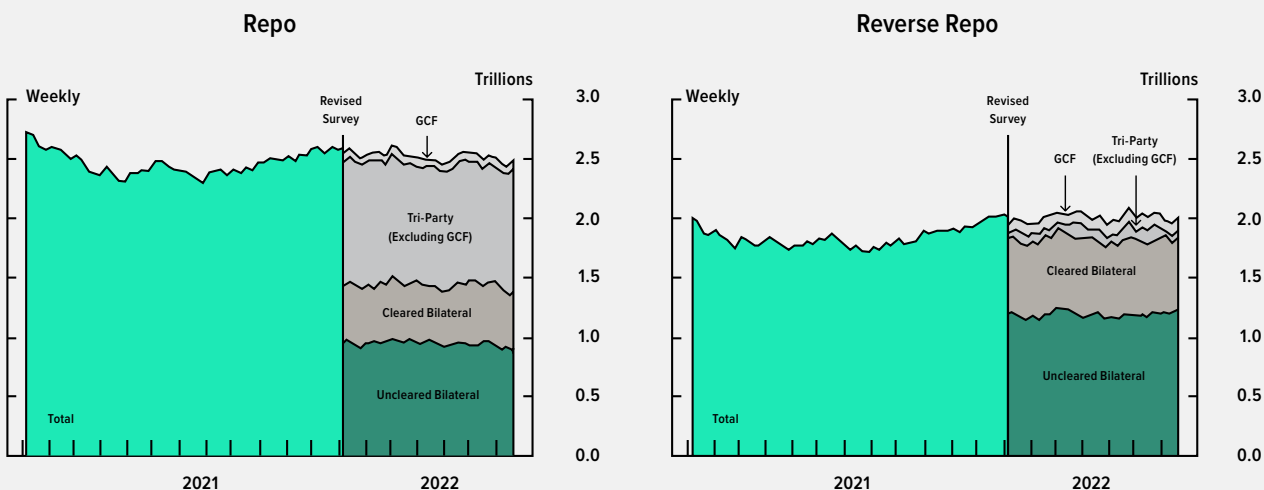 Repo
Trillions
Weekly
Revised
Survey
GCF
3.0
2.5
2.0
1.5
1.0
0.5
0.0
Tri-Party
(Excluding GCF)
Cleared Bilateral
Uncleared Bilateral
Total
2021
2022
Reverse Repo
Trillions
Weekly
Revised
Survey
GCF
Tri-Party
(Excluding GCF)
3.0
2.5
2.0
1.5
1.0
0.5
0.0
Cleared Bilateral
Uncleared Bilateral
Total
2021
2022